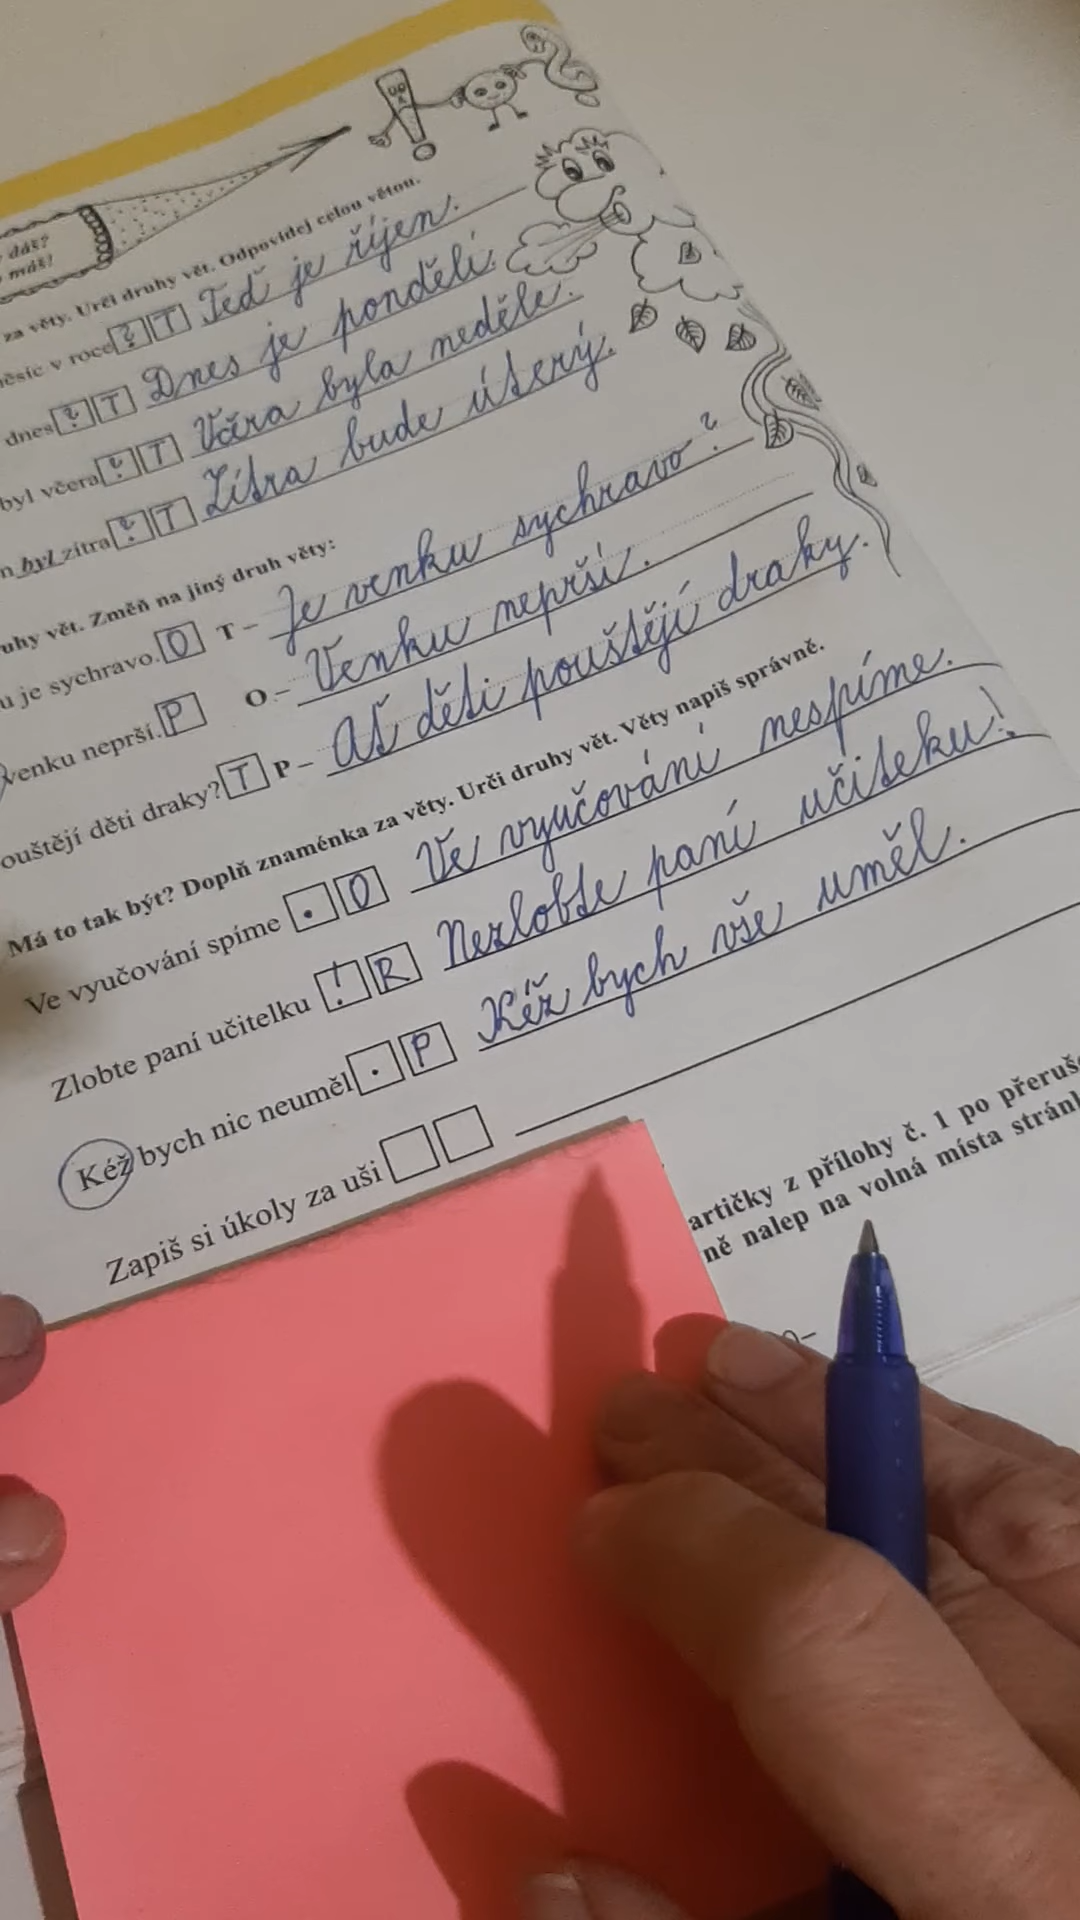 dáš?
máš!
za věty. Urči druhy vět. Odpovídej celou větou.
měsíc v roce ? T Teď je říjen.
dnes ? T Dnes je pondělí.
byl včera ? T Včera byla neděle.
byl zítra ? T Zítra bude úterý.
druhy vět. Změň na jiný druh věty:
u je sychravo. O T – Je venku sychravo?
venku neprší. P O – Venku neprší.
ouštějí děti draky? T P – Ať děti pouštějí draky.
Má to tak být? Doplň znaménka za věty. Urči druhy vět. Věty napiš správně.
Ve vyučování spíme . O Ve vyučování nespíme.
Zlobte paní učitelku ! R Nezlobte paní učitelku!
Kéž bych nic neuměl . P Kéž bych vše uměl.
Zapiš si úkoly za uši
artičky z přílohy č. 1 po přeruše
ně nalep na volná místa stránk